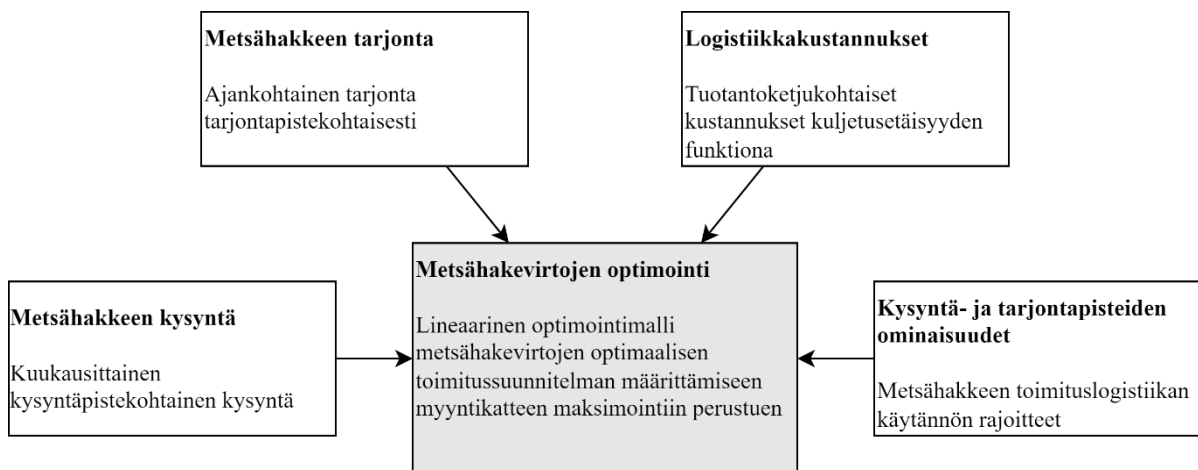 Metsähakkeen tarjonta
Ajankohtainen tarjonta
tarjontapistekohtaisesti
Logistiikkakustannukset
Tuotantoketjukohtaiset
kustannukset kuljetusetäisyyden
funktiona
Metsähakkeen kysyntä
Kuukausittainen
kysyntäpistekohtainen kysyntä
Metsähakevirtojen optimointi
Lineaarinen optimointimalli
metsähakevirtojen optimaalisen
toimitussuunnitelman määrittämiseen
myyntikatteen maksimointiin perustuen
Kysyntä- ja tarjontapisteiden
ominaisuudet
Metsähakkeen toimituslogistiikan
käytännön rajoitteet